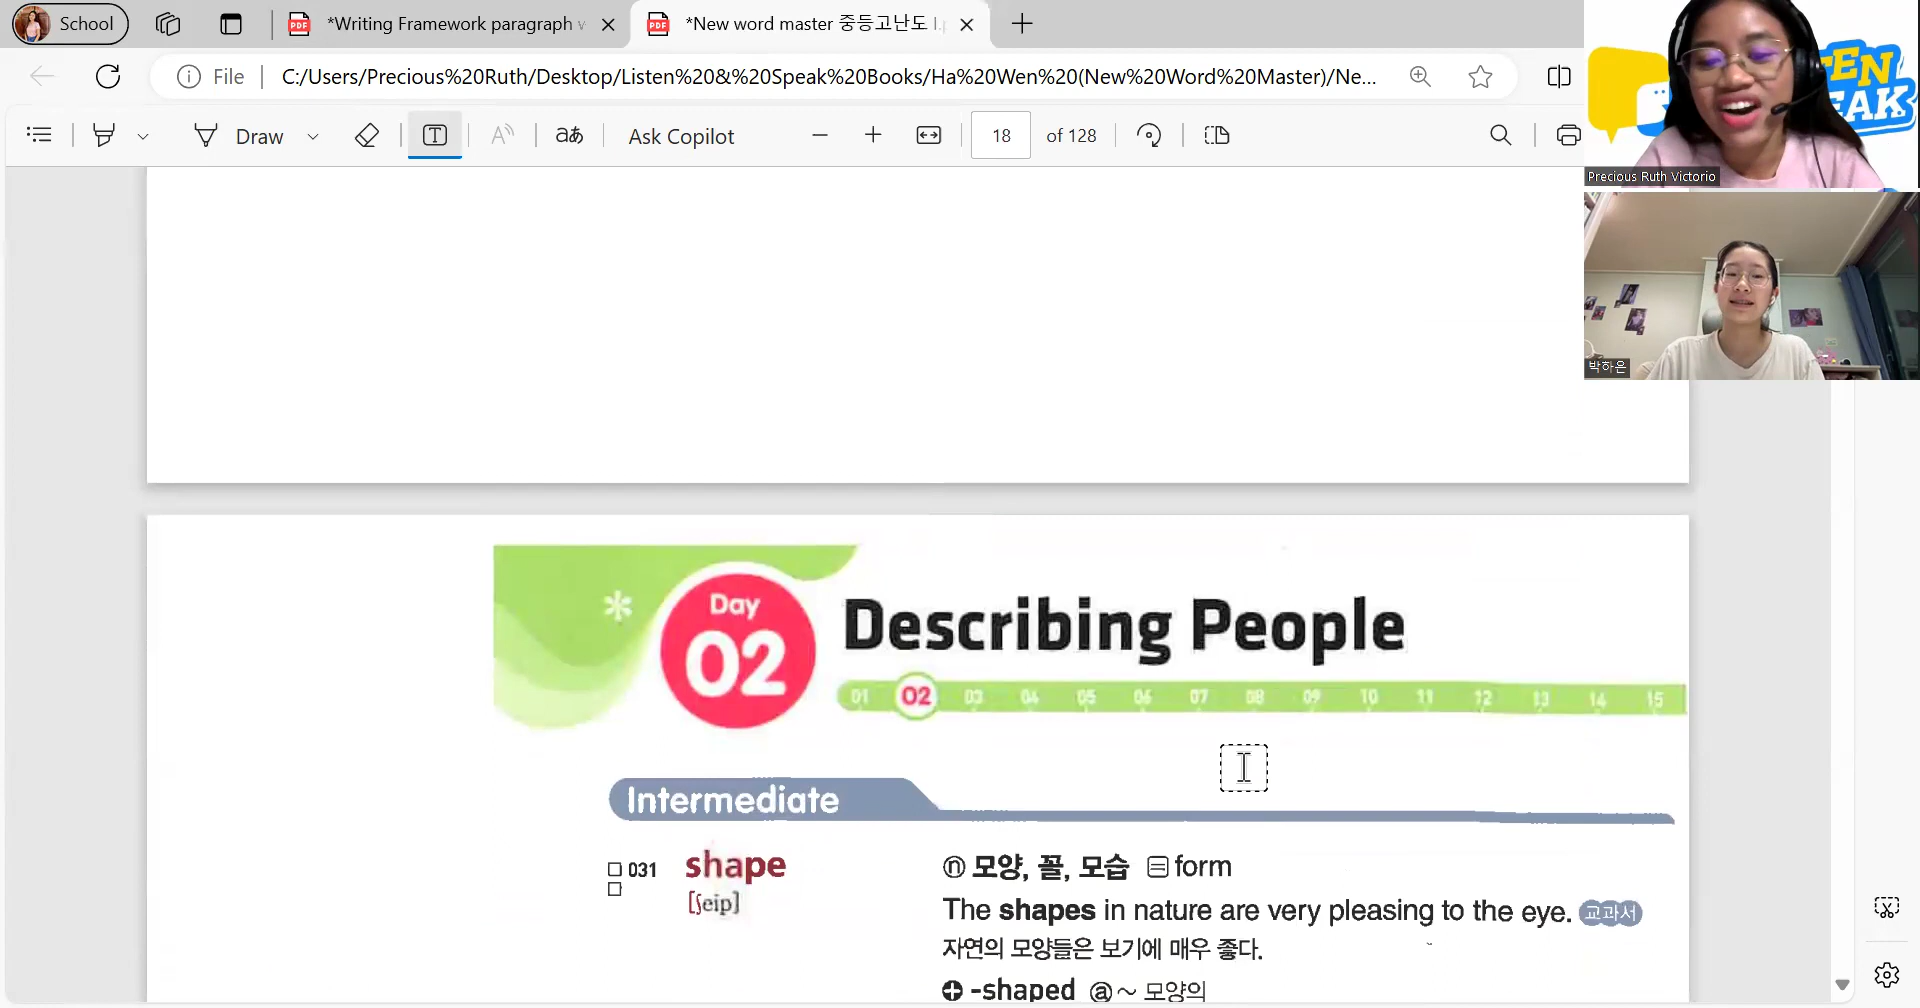 School
*Writing Framework paragraph v
*New word master 중등고난도 I.p
File
C:/Users/Precious%20Ruth/Desktop/Listen%20&%20Speak%20Books/Ha%20Wen%20(New%20Word%20Master)/Ne...
Draw
T
aあ
Ask Copilot
18
of 128
EN
EAK
Precious Ruth Victorio
박하은
Day
02
Describing People
01 02 03 04 05 06 07 08 09 10 11 12 13 14 15
Intermediate
031
shape
[ʃeip]
ⓝ 모양, 꼴, 모습 form
The shapes in nature are very pleasing to the eye. 교과서
자연의 모양들은 보기에 매우 좋다.
-shaped ⓐ ~ 모양의